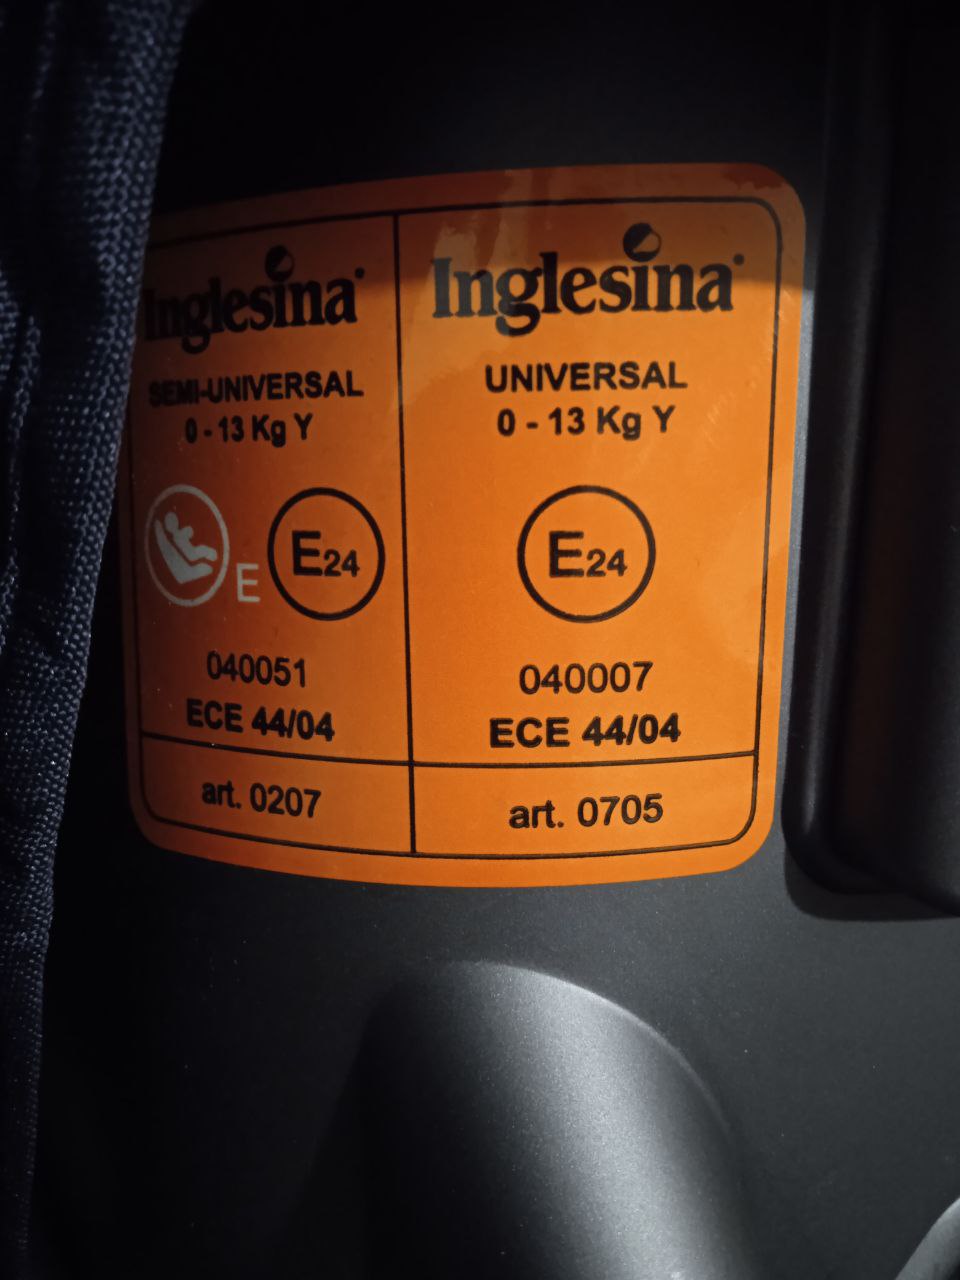 Inglesina
SEMI-UNIVERSAL
0 - 13 Kg Y
E
E24
040051
ECE 44/04
art. 0207
Inglesina
UNIVERSAL
0 - 13 Kg Y
E24
040007
ECE 44/04
art. 0705